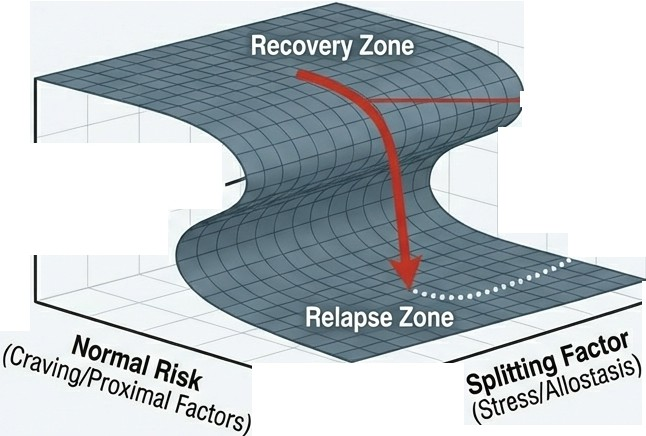 Recovery Zone
Relapse Zone
Normal Risk
(Craving/Proximal Factors)
Splitting Factor
(Stress/Allostasis)